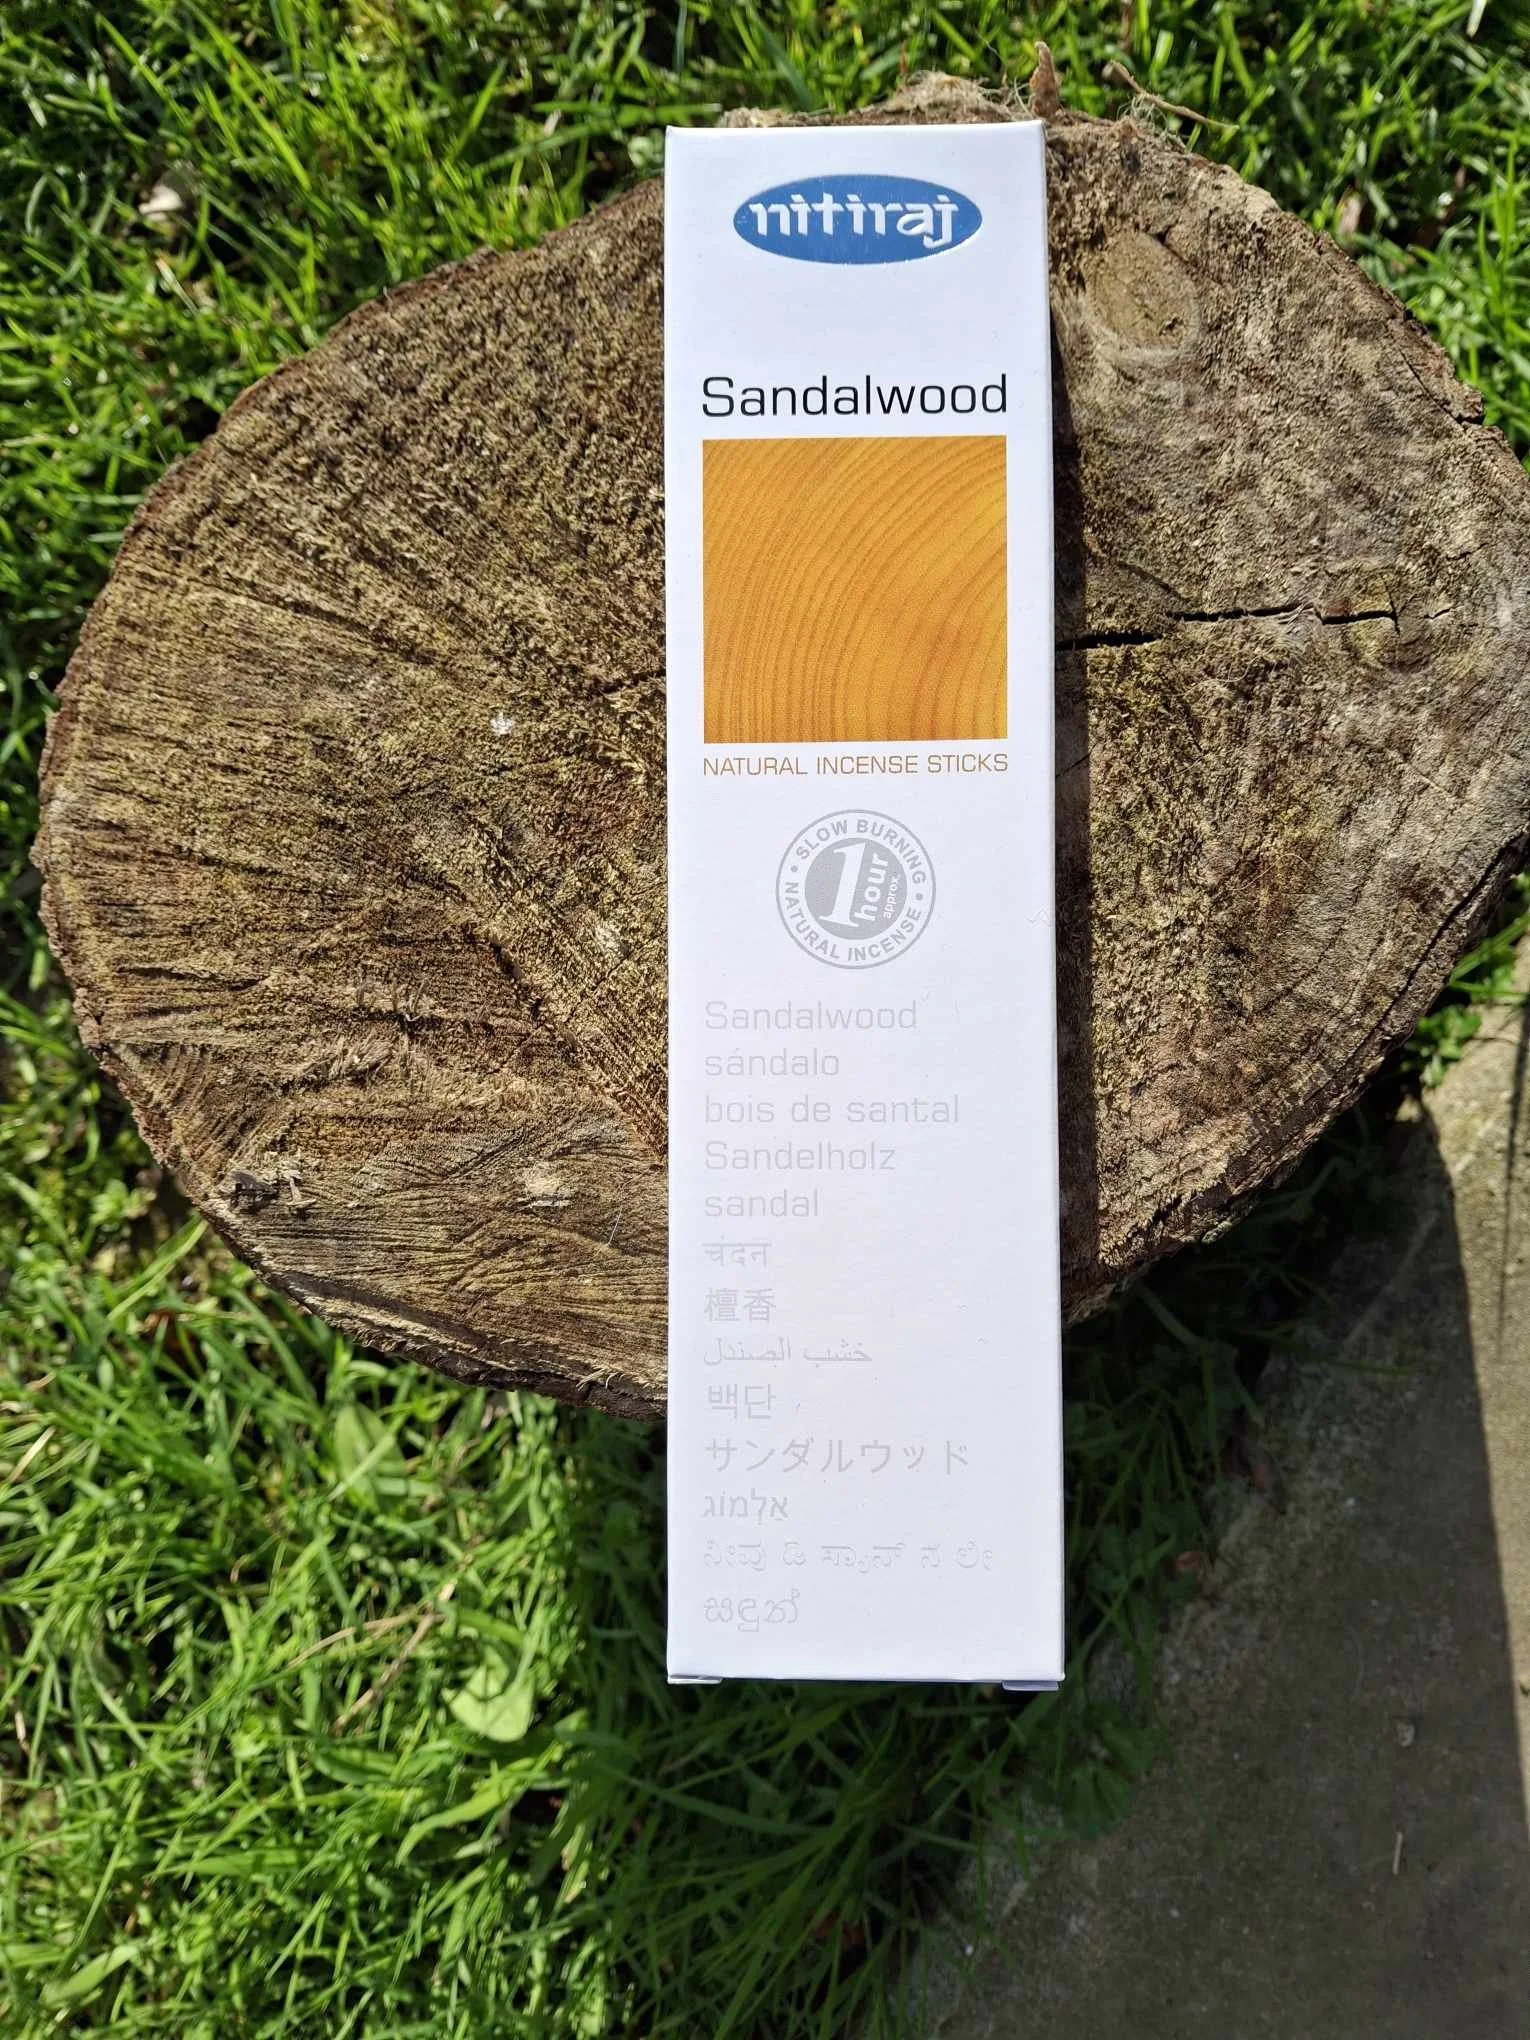 nitiraj
Sandalwood
NATURAL INCENSE STICKS
• SLOW BURNING •
1 hour approx.
NATURAL INCENSE
Sandalwood
sándalo
bois de santal
Sandelholz
sandal
चंदन
檀香
خشب الصندل
백단
サンダルウッド
אַלְמוֹג
ನೀವು ಡಿ ಸ್ಯಾನ್ ನ ಲೀ
සඳුන්